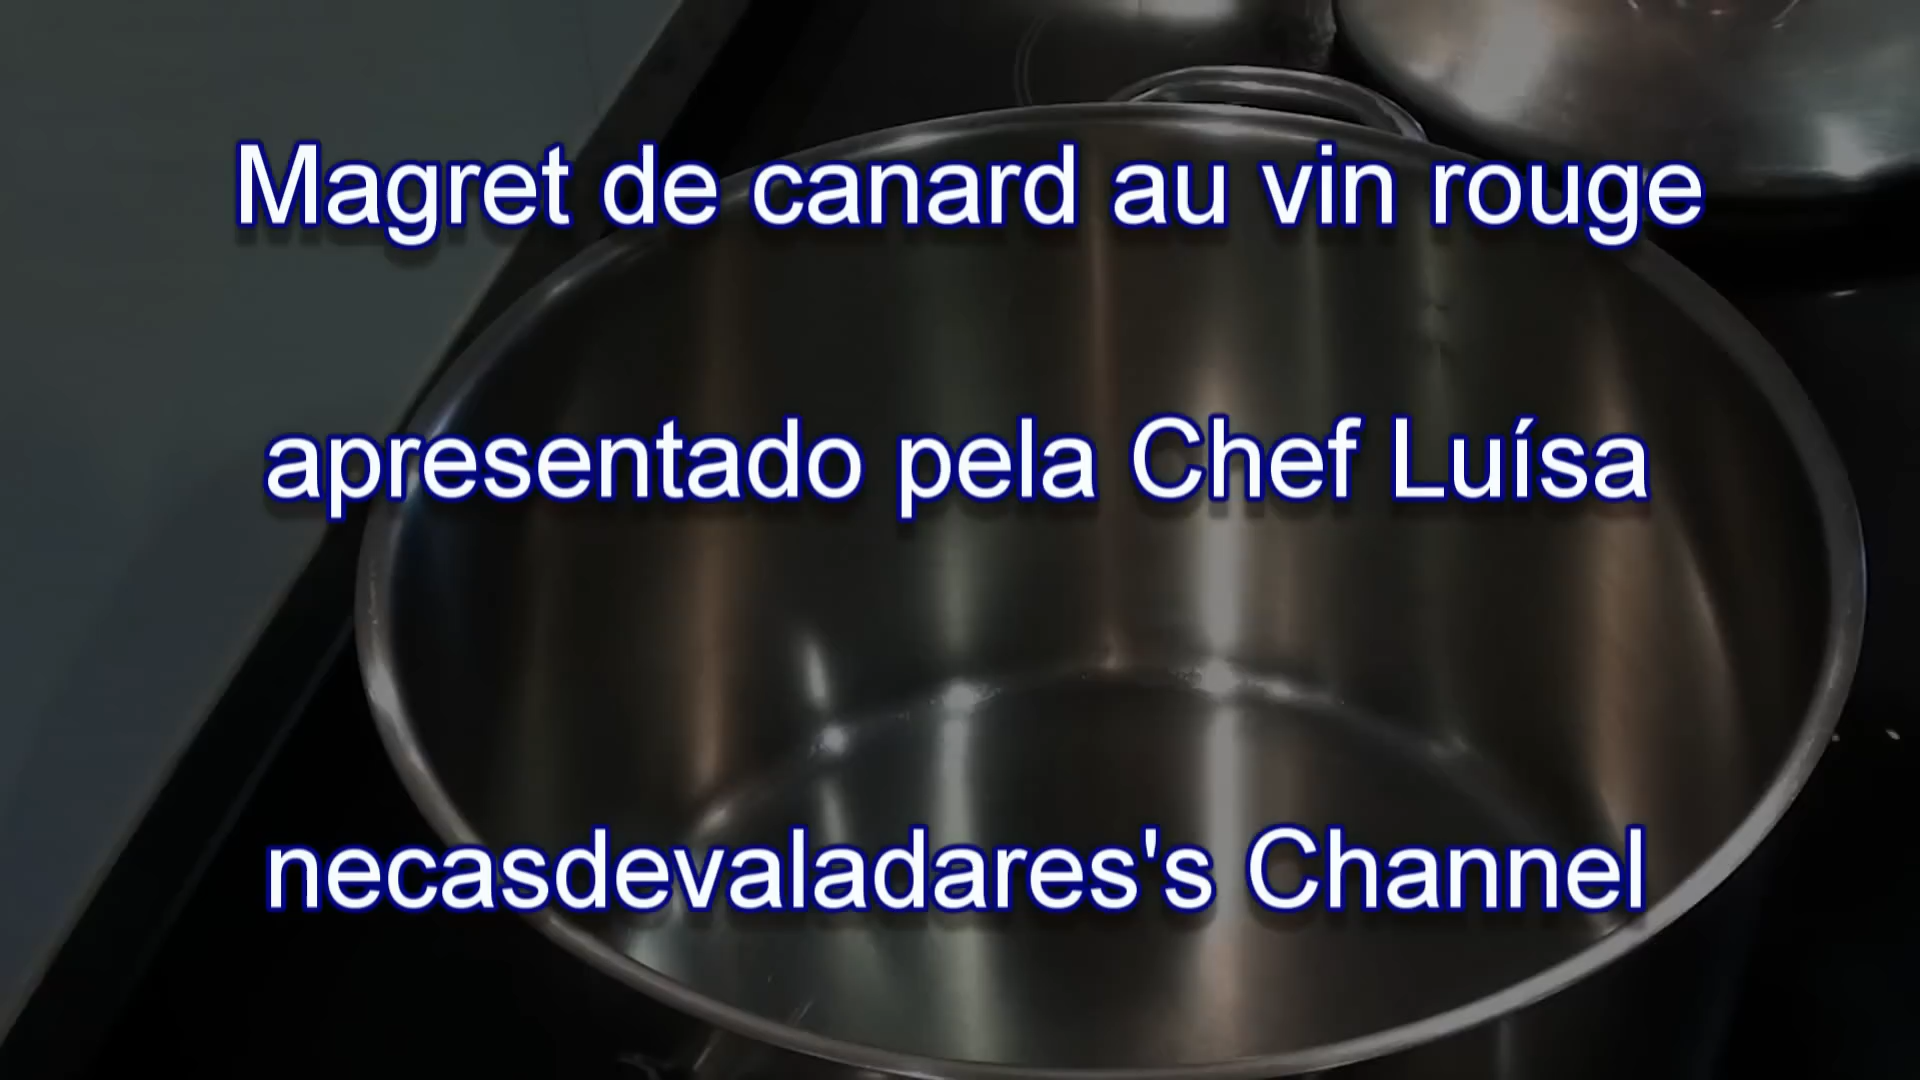 Magret de canard au vin rouge
apresentado pela Chef Luísa
necasdevaladares's Channel